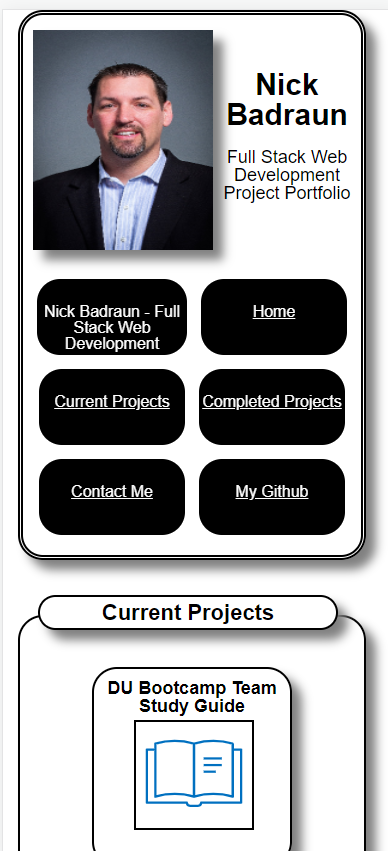 Nick
Badraun
Full Stack Web
Development
Project Portfolio
Nick Badraun - Full
Stack Web
Development
Home
Current Projects
Completed Projects
Contact Me
My Github
Current Projects
DU Bootcamp Team
Study Guide